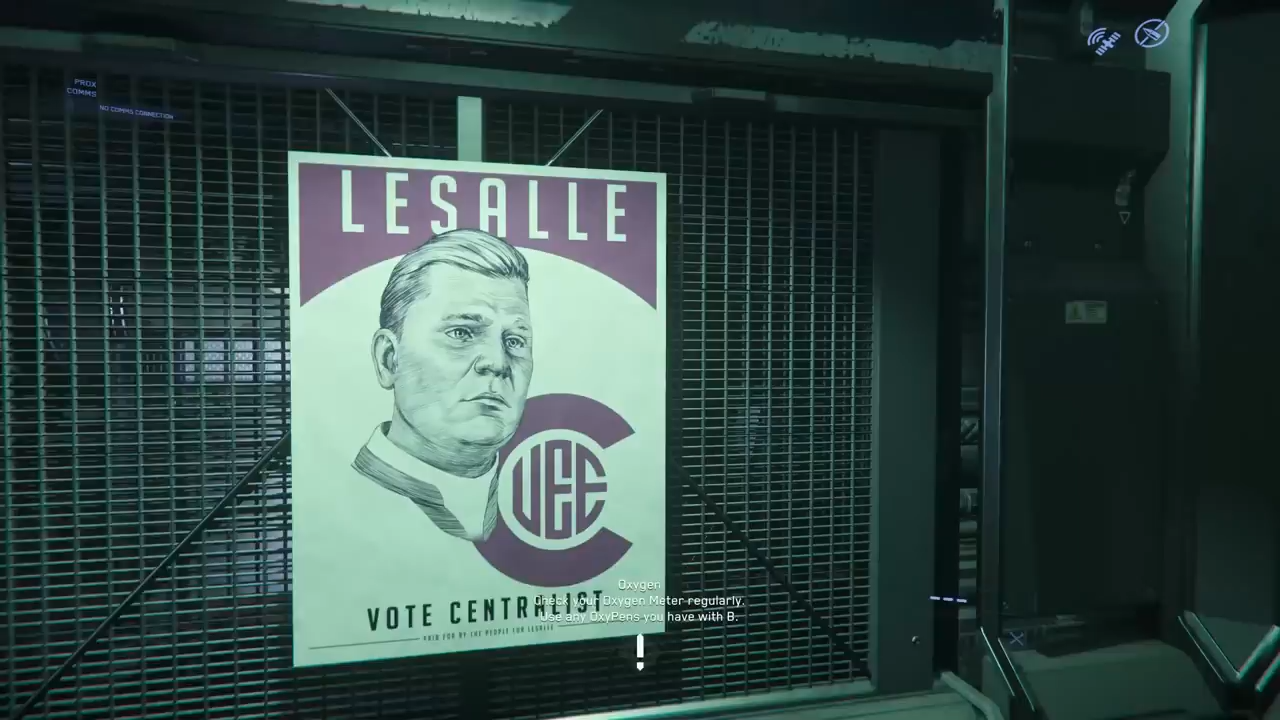 PROX
COMMS
NO COMMS CONNECTION
LESALLE
UEE
VOTE CENTRALIST
PAID FOR BY THE PEOPLE FOR LESALLE
Oxygen
Check your Oxygen Meter regularly.
Use any OxyPens you have with B.